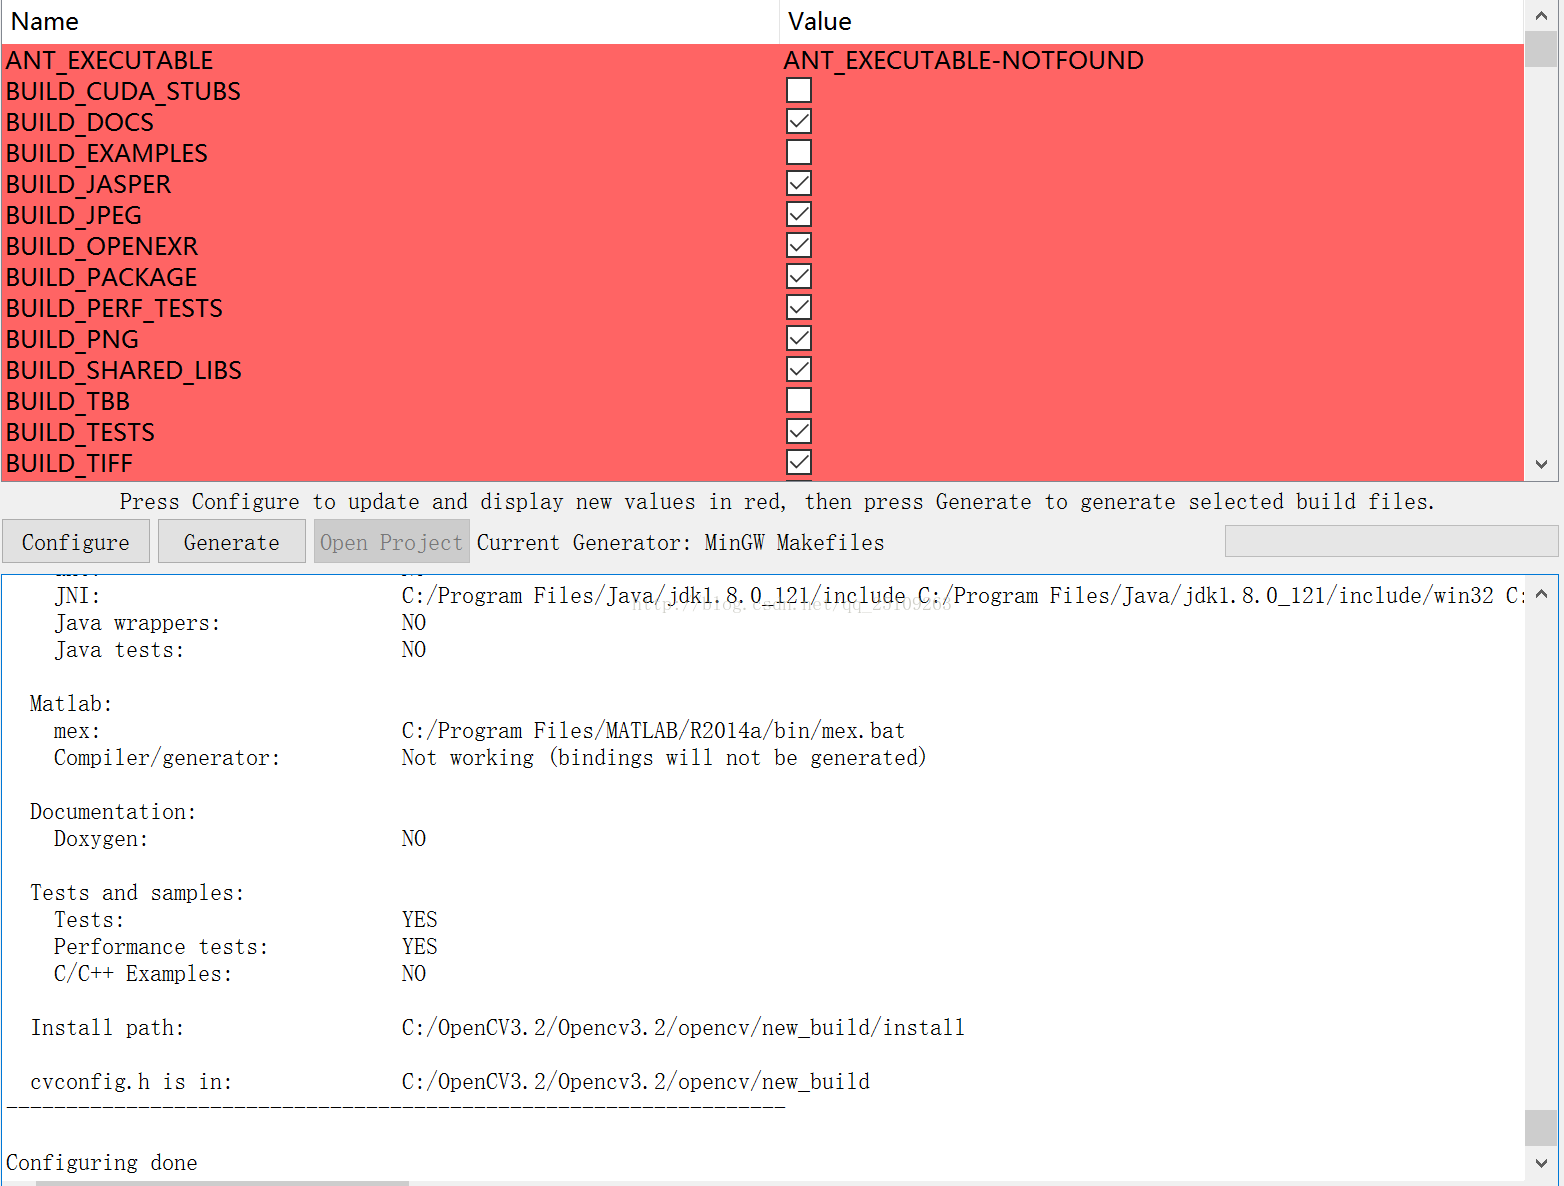 Name Value
ANT_EXECUTABLE ANT_EXECUTABLE-NOTFOUND
BUILD_CUDA_STUBS
BUILD_DOCS
BUILD_EXAMPLES
BUILD_JASPER
BUILD_JPEG
BUILD_OPENEXR
BUILD_PACKAGE
BUILD_PERF_TESTS
BUILD_PNG
BUILD_SHARED_LIBS
BUILD_TBB
BUILD_TESTS
BUILD_TIFF
Press Configure to update and display new values in red, then press Generate to generate selected build files.
Configure Generate Open Project Current Generator: MinGW Makefiles
JNI: C:/Program Files/Java/jdk1.8.0_121/include C:/Program Files/Java/jdk1.8.0_121/include/win32 C:
Java wrappers: NO
Java tests: NO
Matlab:
mex: C:/Program Files/MATLAB/R2014a/bin/mex.bat
Compiler/generator: Not working (bindings will not be generated)
Documentation:
Doxygen: NO
Tests and samples:
Tests: YES
Performance tests: YES
C/C++ Examples: NO
Install path: C:/OpenCV3.2/Opencv3.2/opencv/new_build/install
cvconfig.h is in: C:/OpenCV3.2/Opencv3.2/opencv/new_build
-----------------------------------------------------------------
Configuring done